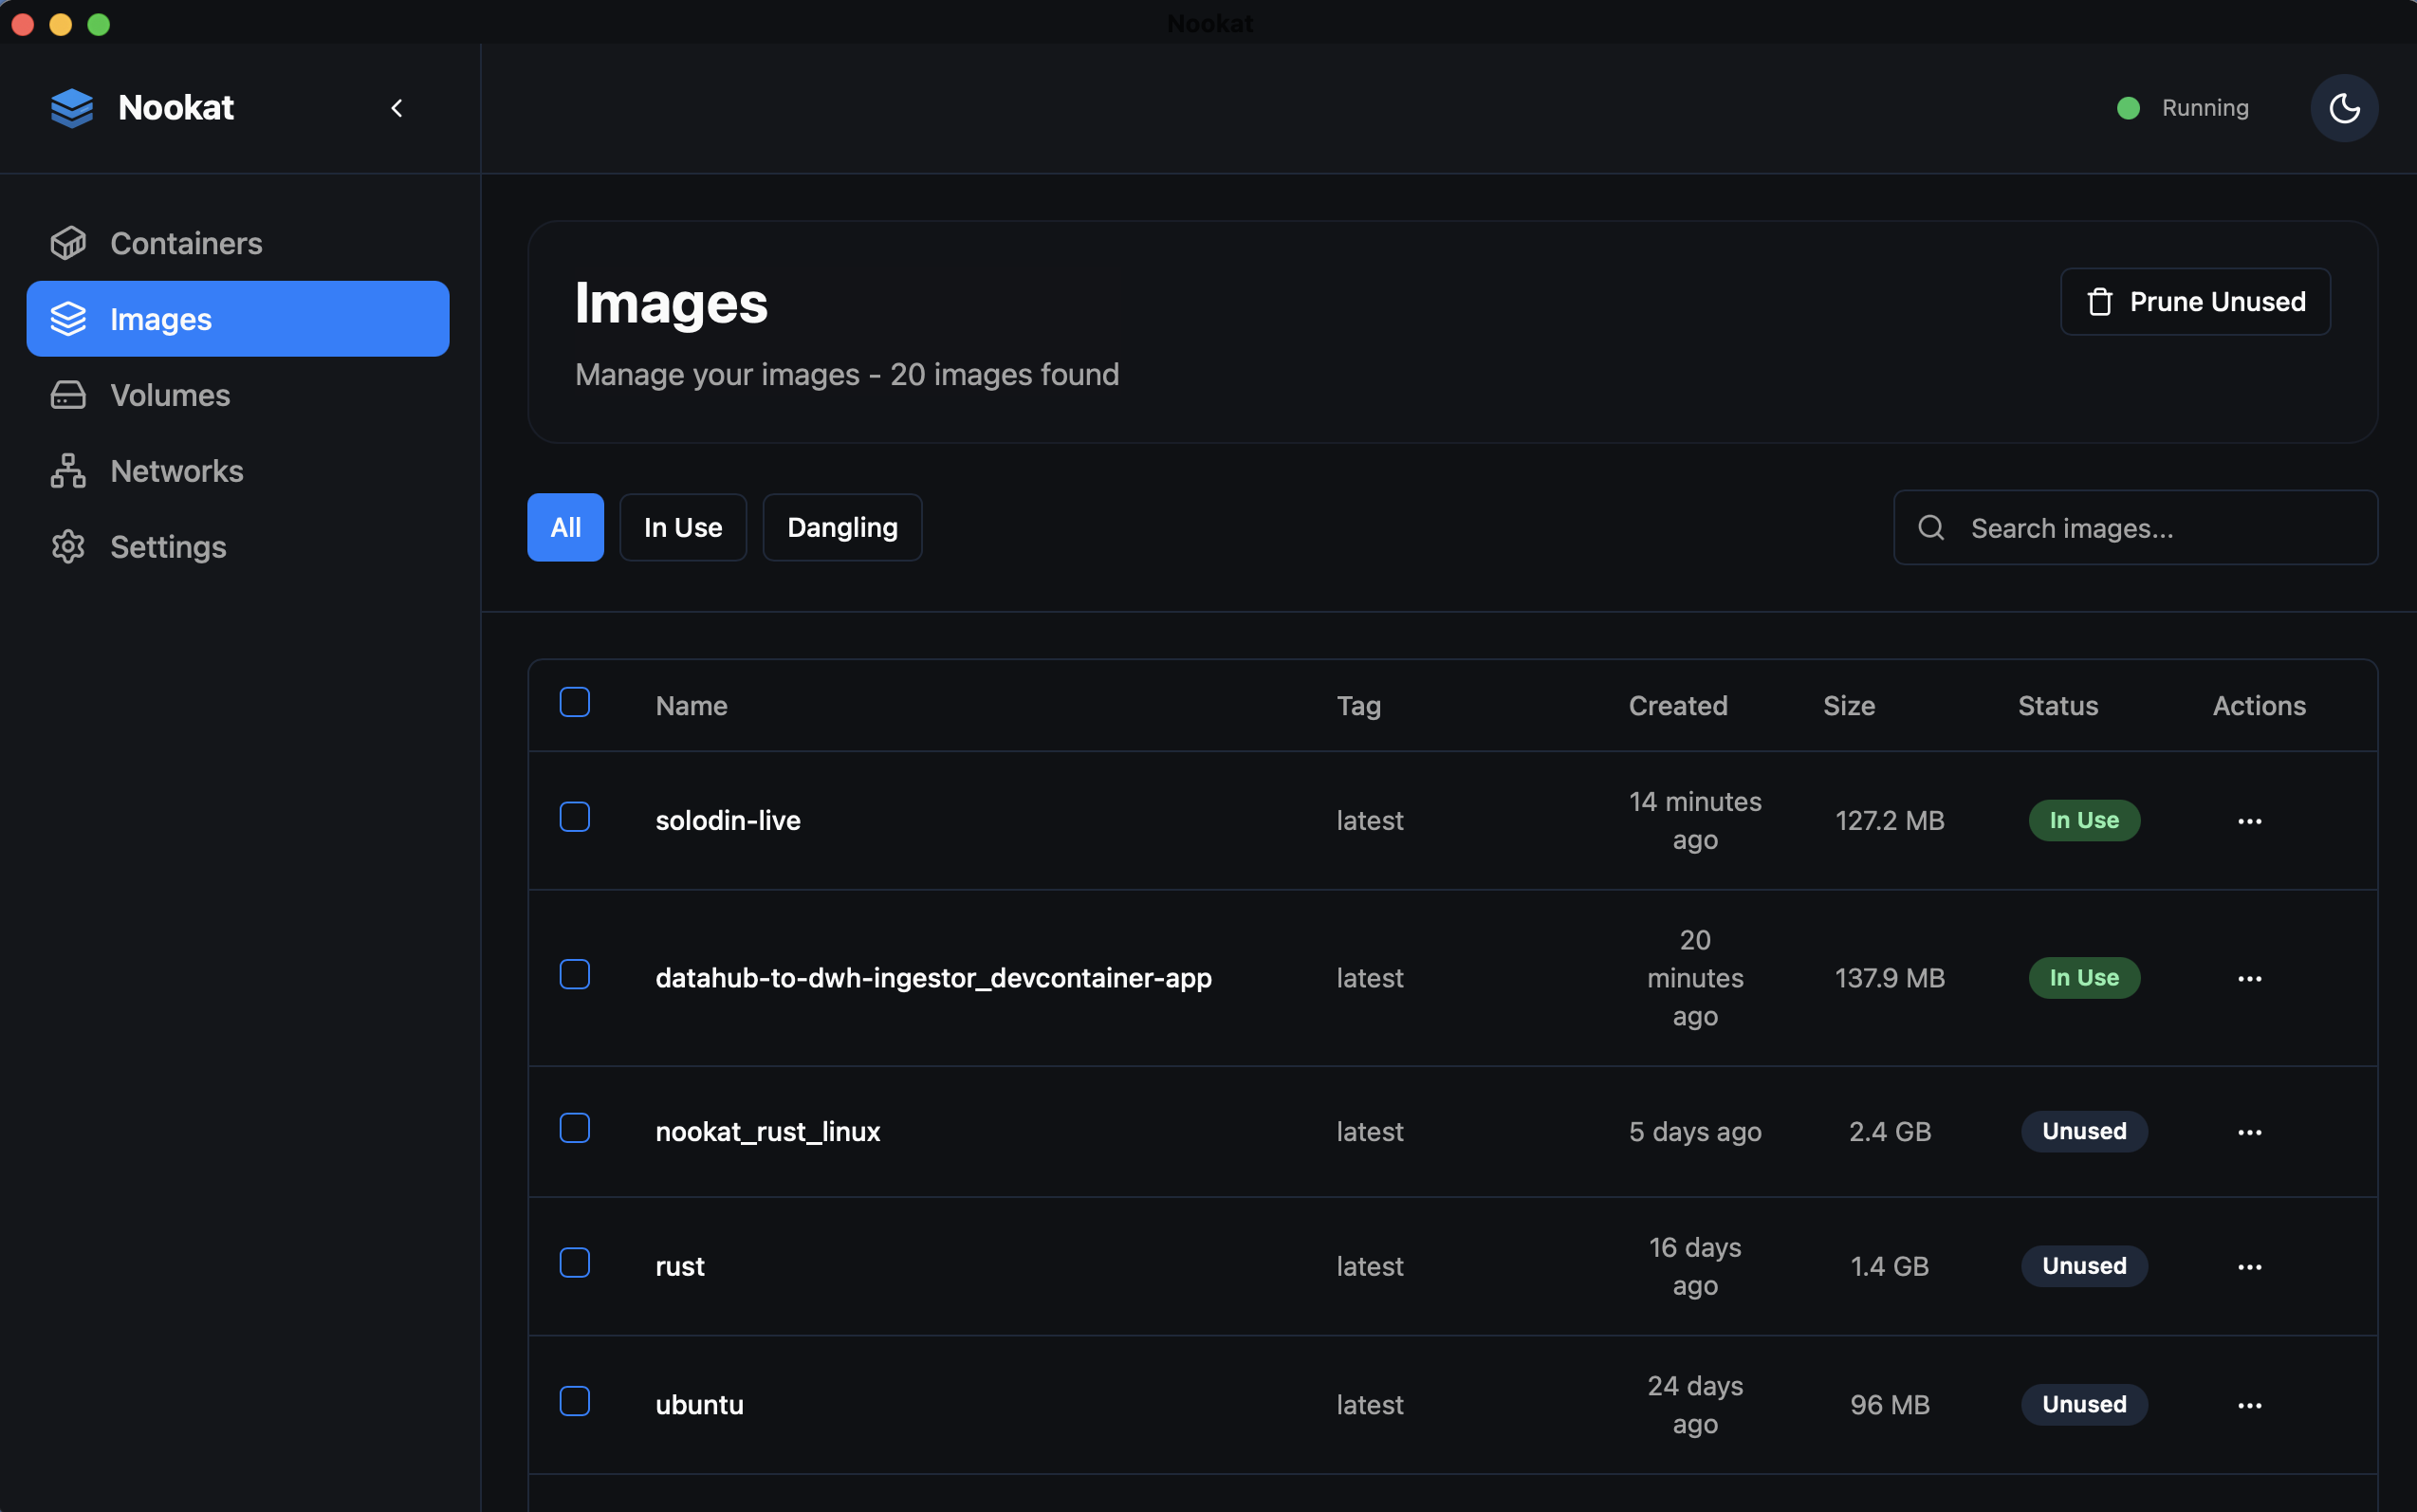 Nookat
Nookat
Running
Containers
Images
Volumes
Networks
Settings
Images
Manage your images - 20 images found
Prune Unused
All
In Use
Dangling
Search images...
Name Tag Created Size Status Actions
solodin-live latest 14 minutes ago 127.2 MB In Use
datahub-to-dwh-ingestor_devcontainer-app latest 20 minutes ago 137.9 MB In Use
nookat_rust_linux latest 5 days ago 2.4 GB Unused
rust latest 16 days ago 1.4 GB Unused
ubuntu latest 24 days ago 96 MB Unused